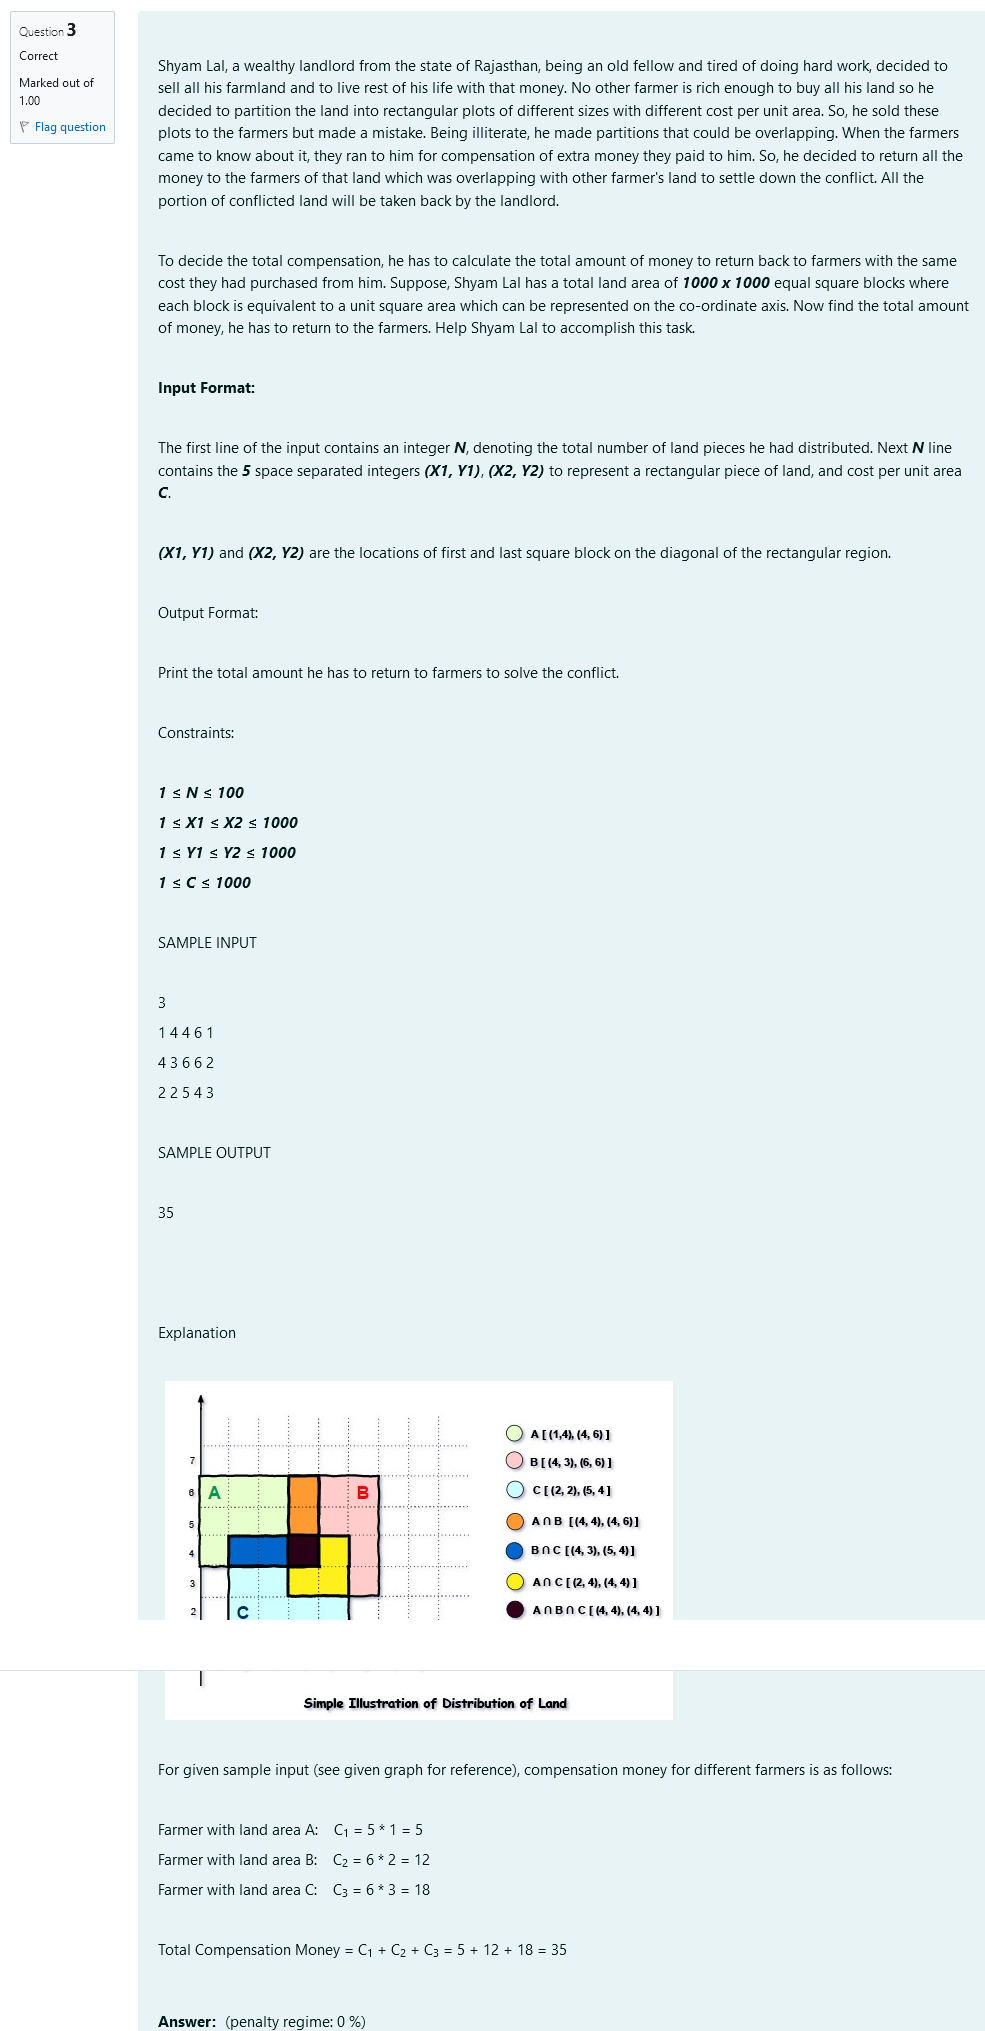 Question 3
Correct
Marked out of
1.00
Flag question
Shyam Lal, a wealthy landlord from the state of Rajasthan, being an old fellow and tired of doing hard work, decided to
sell all his farmland and to live rest of his life with that money. No other farmer is rich enough to buy all his land so he
decided to partition the land into rectangular plots of different sizes with different cost per unit area. So, he sold these
plots to the farmers but made a mistake. Being illiterate, he made partitions that could be overlapping. When the farmers
came to know about it, they ran to him for compensation of extra money they paid to him. So, he decided to return all the
money to the farmers of that land which was overlapping with other farmer's land to settle down the conflict. All the
portion of conflicted land will be taken back by the landlord.
To decide the total compensation, he has to calculate the total amount of money to return back to farmers with the same
cost they had purchased from him. Suppose, Shyam Lal has a total land area of 1000 x 1000 equal square blocks where
each block is equivalent to a unit square area which can be represented on the co-ordinate axis. Now find the total amount
of money, he has to return to the farmers. Help Shyam Lal to accomplish this task.
Input Format:
The first line of the input contains an integer N, denoting the total number of land pieces he had distributed. Next N line
contains the 5 space separated integers (X1, Y1), (X2, Y2) to represent a rectangular piece of land, and cost per unit area
C.
(X1, Y1) and (X2, Y2) are the locations of first and last square block on the diagonal of the rectangular region.
Output Format:
Print the total amount he has to return to farmers to solve the conflict.
Constraints:
1 ≤ N ≤ 100
1 ≤ X1 ≤ X2 ≤ 1000
1 ≤ Y1 ≤ Y2 ≤ 1000
1 ≤ C ≤ 1000
SAMPLE INPUT
3
1 4 4 6 1
4 3 6 6 2
2 2 5 4 3
SAMPLE OUTPUT
35
Explanation
7
6
5
4
3
2
A
B
C
A [ (1,4), (4, 6) ]
B [ (4, 3), (6, 6) ]
C [ (2, 2), (5, 4 ]
A ∩ B [(4, 4), (4, 6)]
B ∩ C [(4, 3), (5, 4)]
A ∩ C [ (2, 4), (4, 4) ]
A ∩ B ∩ C [ (4, 4), (4, 4) ]
Simple Illustration of Distribution of Land
For given sample input (see given graph for reference), compensation money for different farmers is as follows:
Farmer with land area A: C1 = 5 * 1 = 5
Farmer with land area B: C2 = 6 * 2 = 12
Farmer with land area C: C3 = 6 * 3 = 18
Total Compensation Money = C1 + C2 + C3 = 5 + 12 + 18 = 35
Answer: (penalty regime: 0 %)